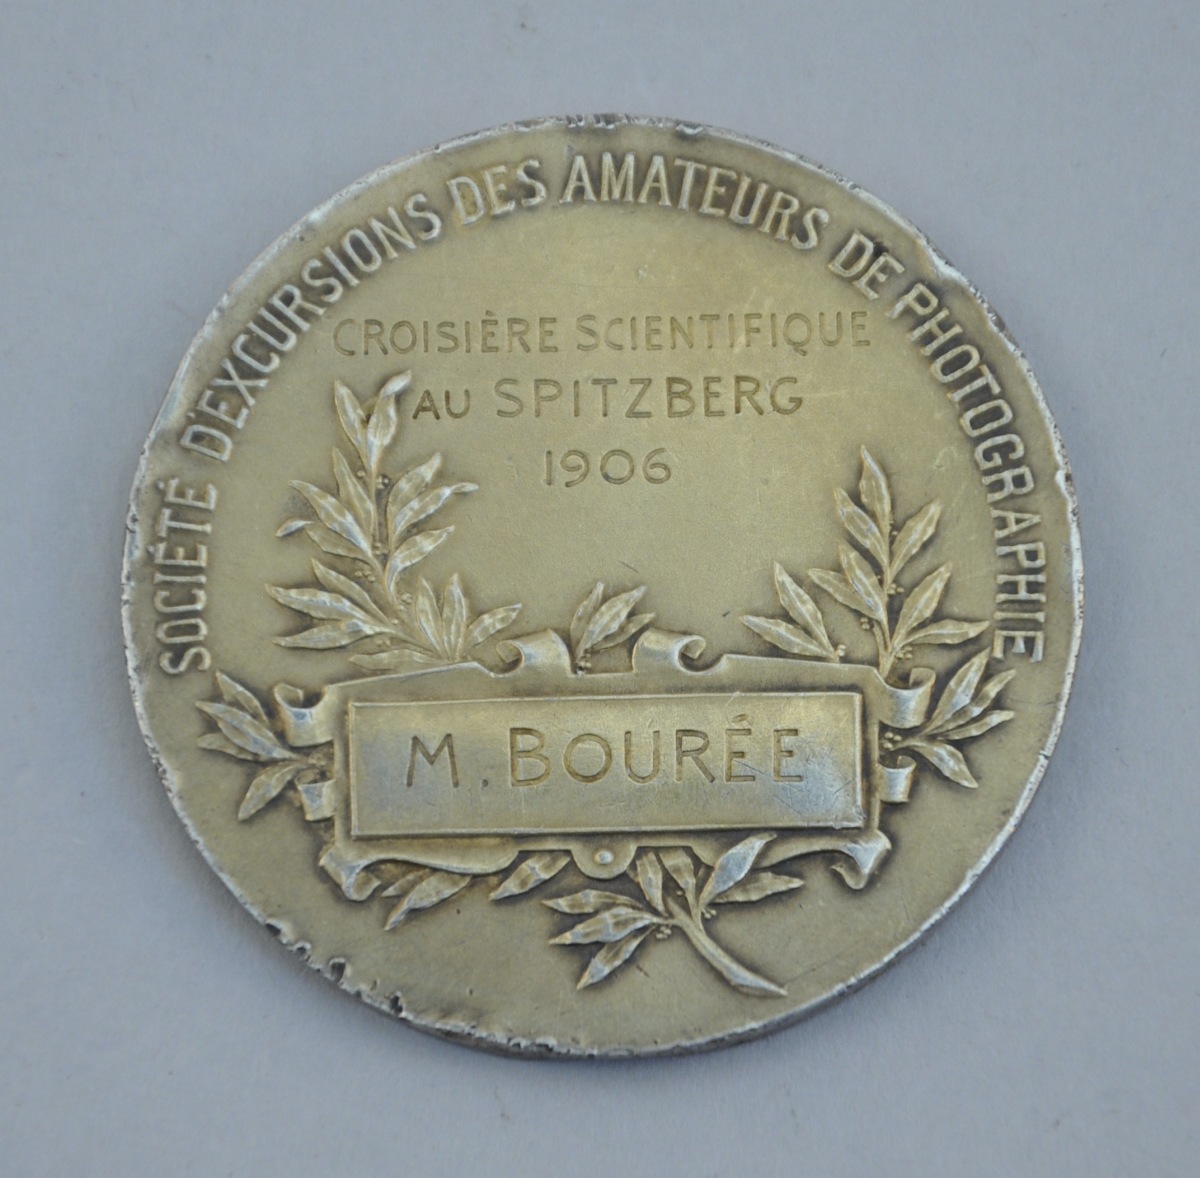 SOCIÉTÉ D'EXCURSIONS DES AMATEURS DE PHOTOGRAPHIE
CROISIÈRE SCIENTIFIQUE
AU SPITZBERG
1906
M. BOURÉE